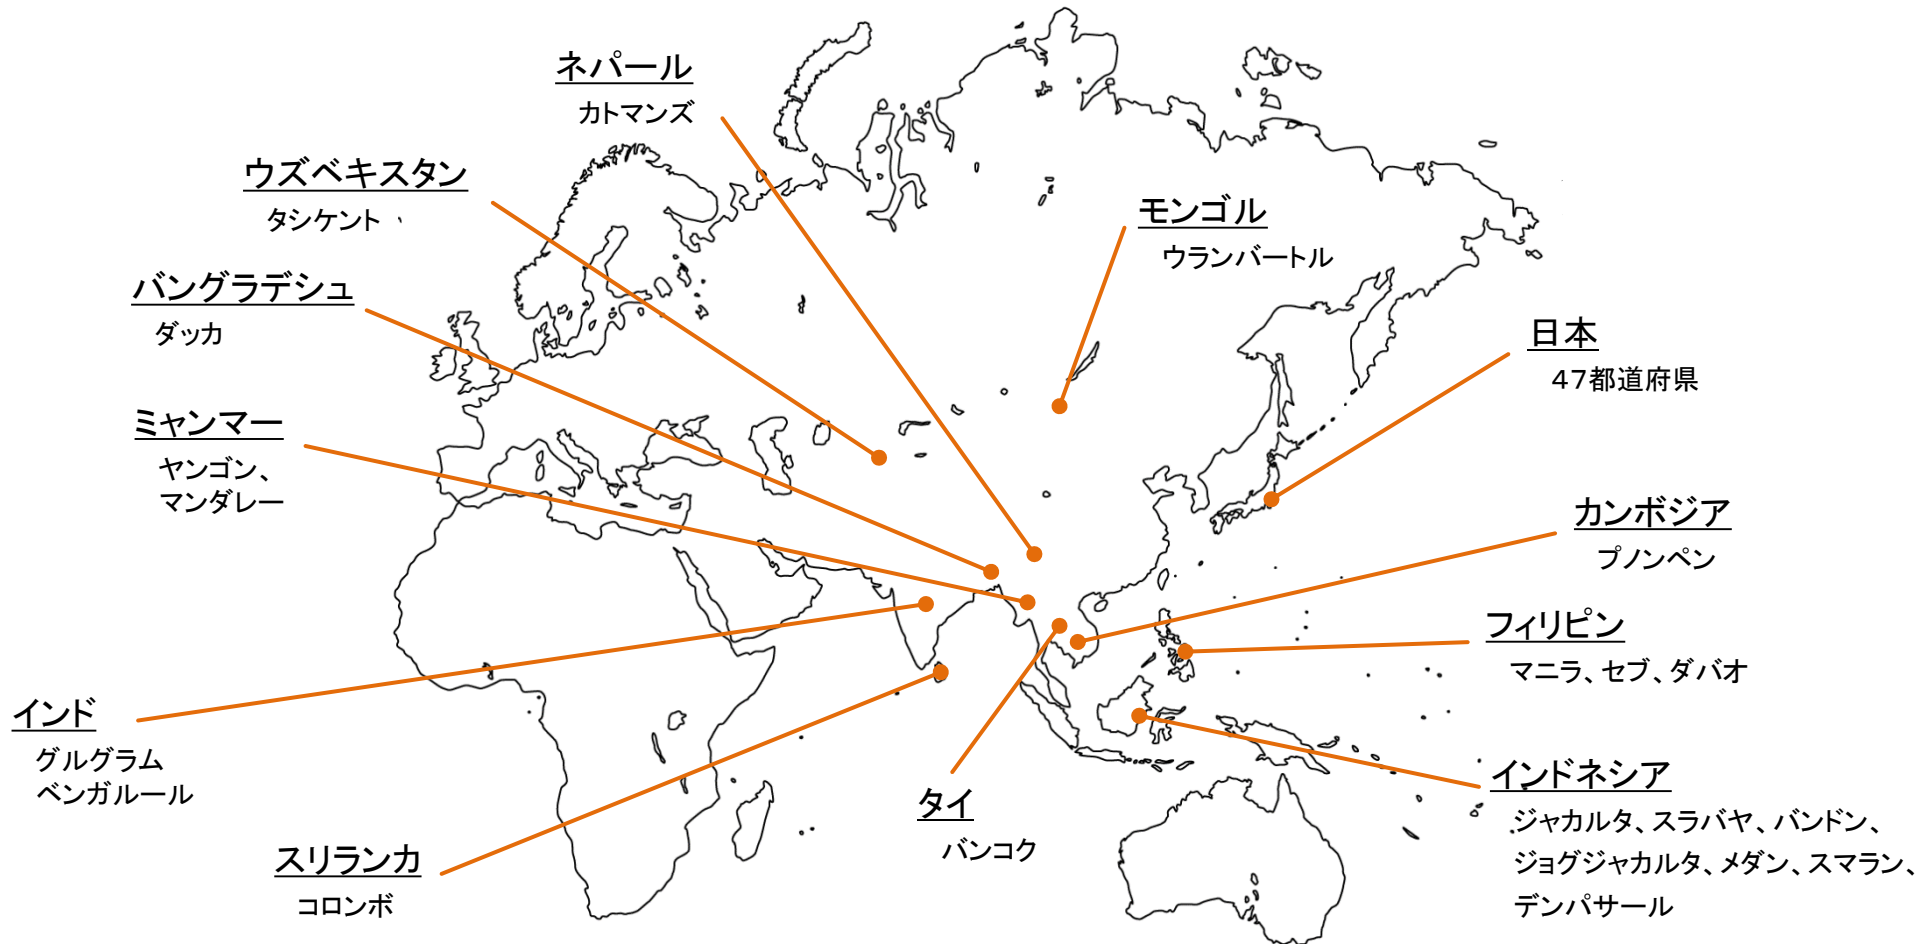 ネパール
カトマンズ
ウズベキスタン
タシケント
バングラデシュ
ダッカ
ミャンマー
ヤンゴン、
マンダレー
インド
グルグラム
ベンガルール
スリランカ
コロンボ
タイ
バンコク
モンゴル
ウランバートル
日本
47都道府県
カンボジア
プノンペン
フィリピン
マニラ、セブ、ダバオ
インドネシア
ジャカルタ、スラバヤ、バンドン、
ジョグジャカルタ、メダン、スマラン、
デンパサール